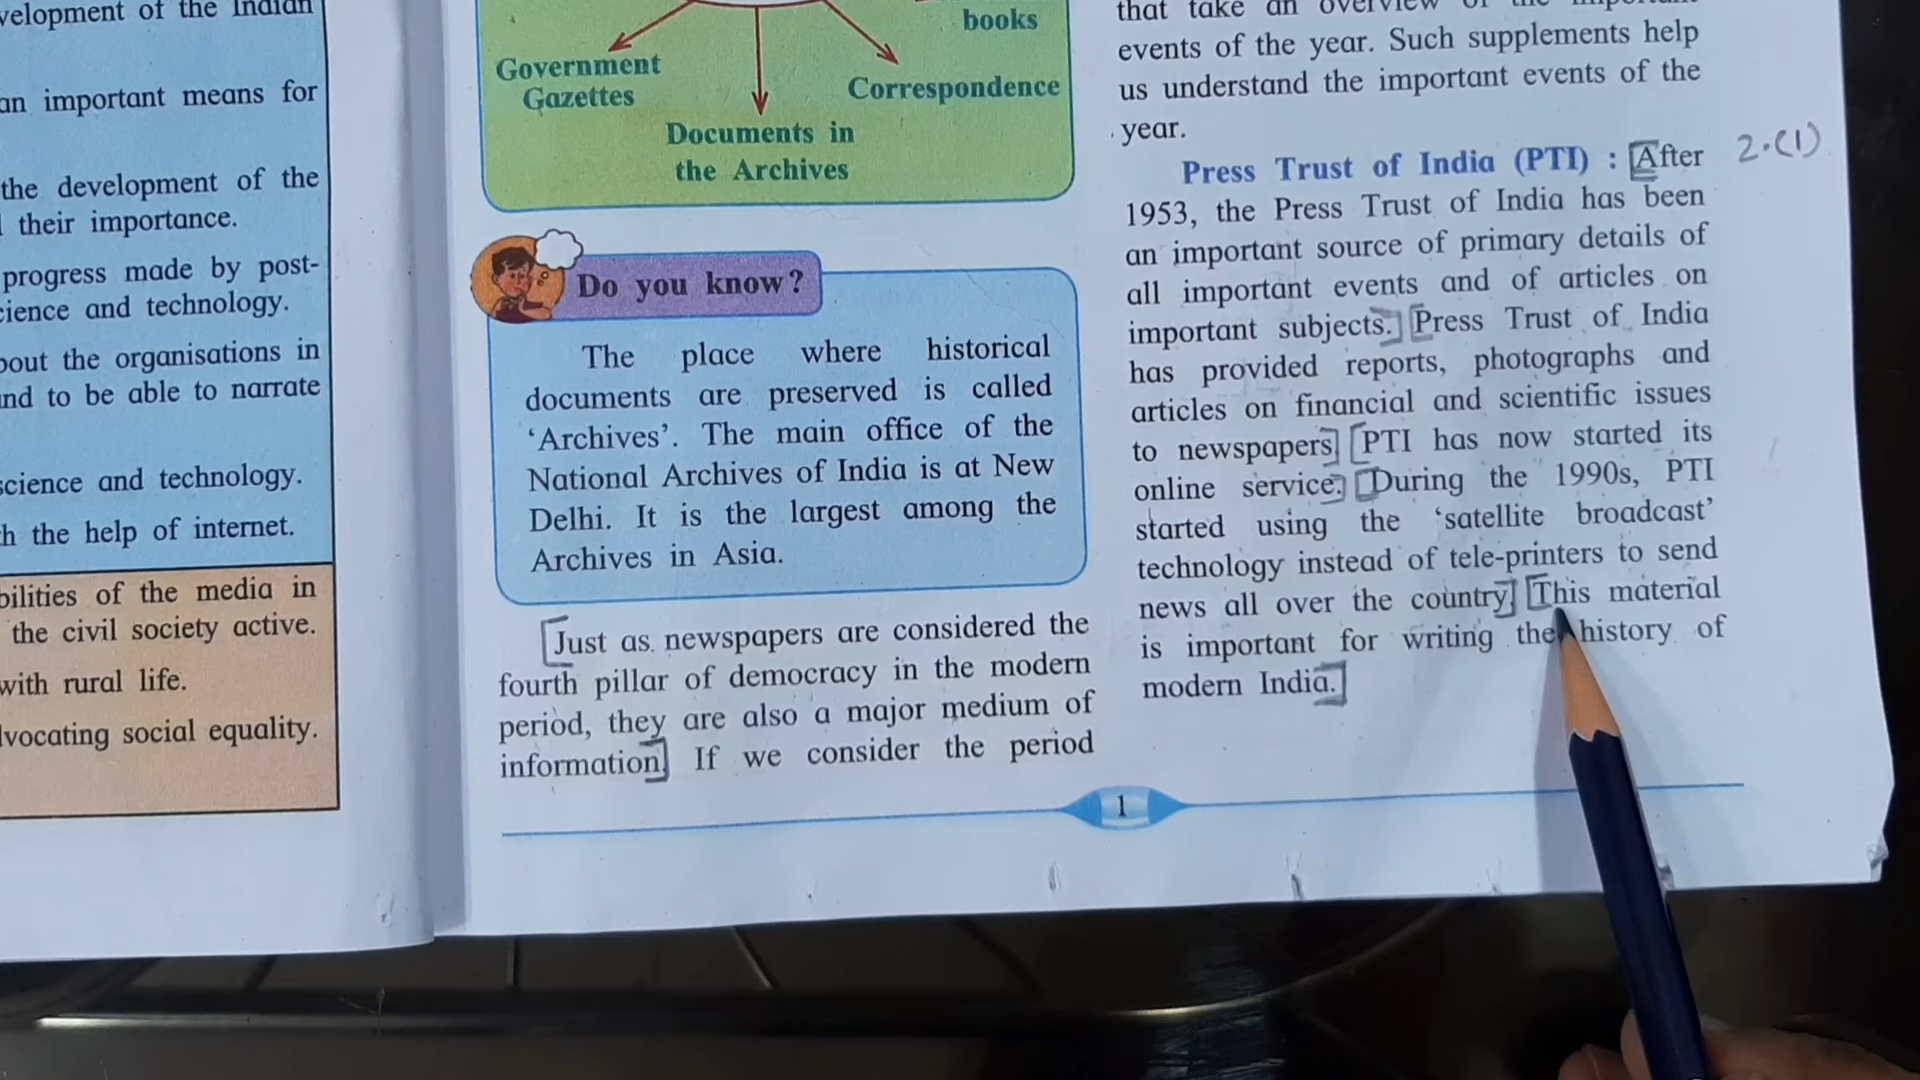 velopment of the Indian
an important means for
the development of the
their importance.
progress made by post-
science and technology.
about the organisations in
and to be able to narrate
science and technology.
the help of internet.
bilities of the media in
the civil society active.
with rural life.
vocating social equality.
books
Government
Gazettes
Correspondence
Documents in
the Archives
Do you know?
The place where historical
documents are preserved is called
‘Archives’. The main office of the
National Archives of India is at New
Delhi. It is the largest among the
Archives in Asia.
[Just as newspapers are considered the
fourth pillar of democracy in the modern
period, they are also a major medium of
information] If we consider the period
that take an overview of the important
events of the year. Such supplements help
us understand the important events of the
year.
Press Trust of India (PTI) : [After
2.(1)
1953, the Press Trust of India has been
an important source of primary details of
all important events and of articles on
important subjects.] [Press Trust of India
has provided reports, photographs and
articles on financial and scientific issues
to newspapers] [PTI has now started its
online service.] [During the 1990s, PTI
started using the ‘satellite broadcast’
technology instead of tele-printers to send
news all over the country] [This material
is important for writing the history of
modern India.]
1